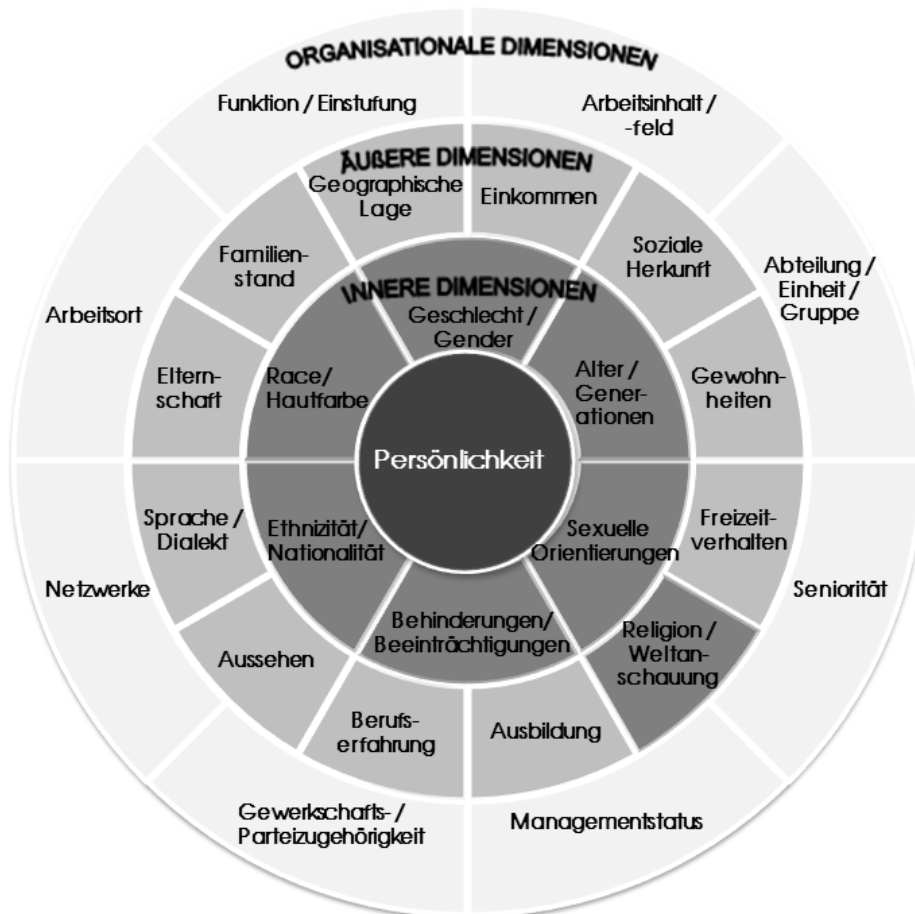 ORGANISATIONALE DIMENSIONEN
Funktion / Einstufung
Arbeitsinhalt /
-feld
Abteilung /
Einheit /
Gruppe
Seniorität
Managementstatus
Gewerkschafts- /
Parteizugehörigkeit
Netzwerke
Arbeitsort
ÄUßERE DIMENSIONEN
Geographische
Lage
Einkommen
Soziale
Herkunft
Gewohn-
heiten
Freizeit-
verhalten
Religion /
Weltan-
schauung
Ausbildung
Berufs-
erfahrung
Aussehen
Sprache /
Dialekt
Eltern-
schaft
Familien-
stand
INNERE DIMENSIONEN
Geschlecht /
Gender
Alter /
Gener-
ationen
Sexuelle
Orientierungen
Behinderungen/
Beeinträchtigungen
Ethnizität/
Nationalität
Race/
Hautfarbe
Persönlichkeit